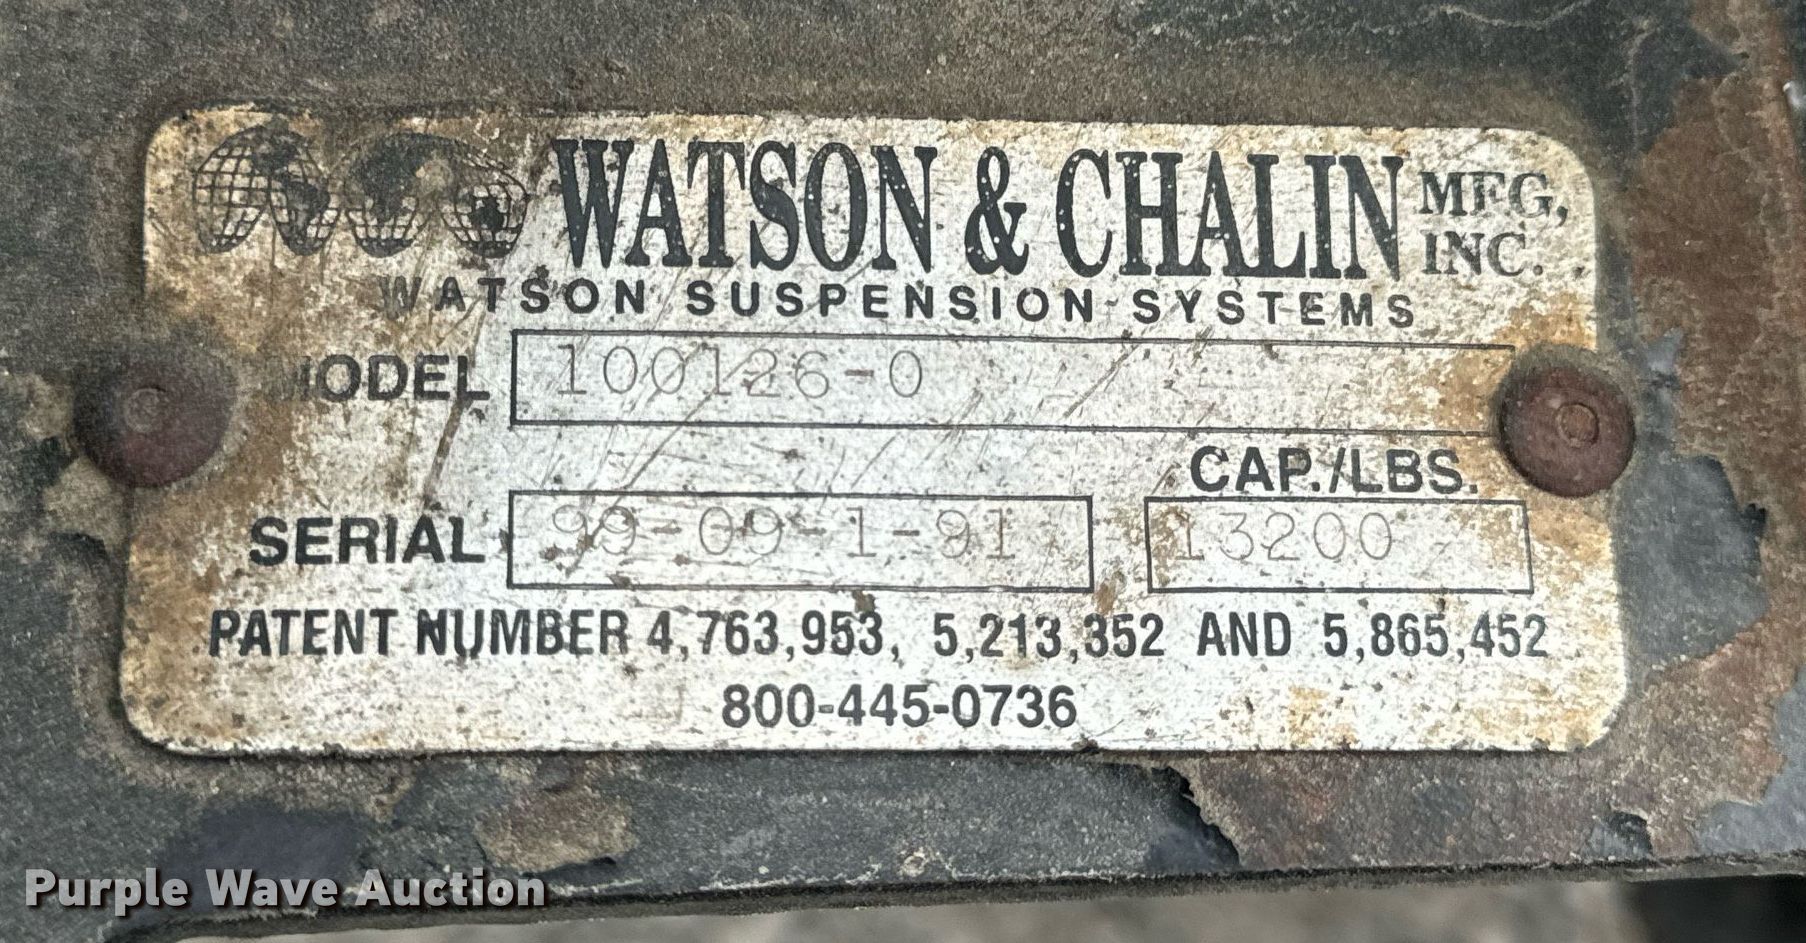 WATSON & CHALIN MFG, INC.
WATSON SUSPENSION SYSTEMS
MODEL 100126-0
CAP./LBS.
SERIAL 99-09-1-91 13200
PATENT NUMBER 4,763,953, 5,213,352 AND 5,865,452
800-445-0736
Purple Wave Auction